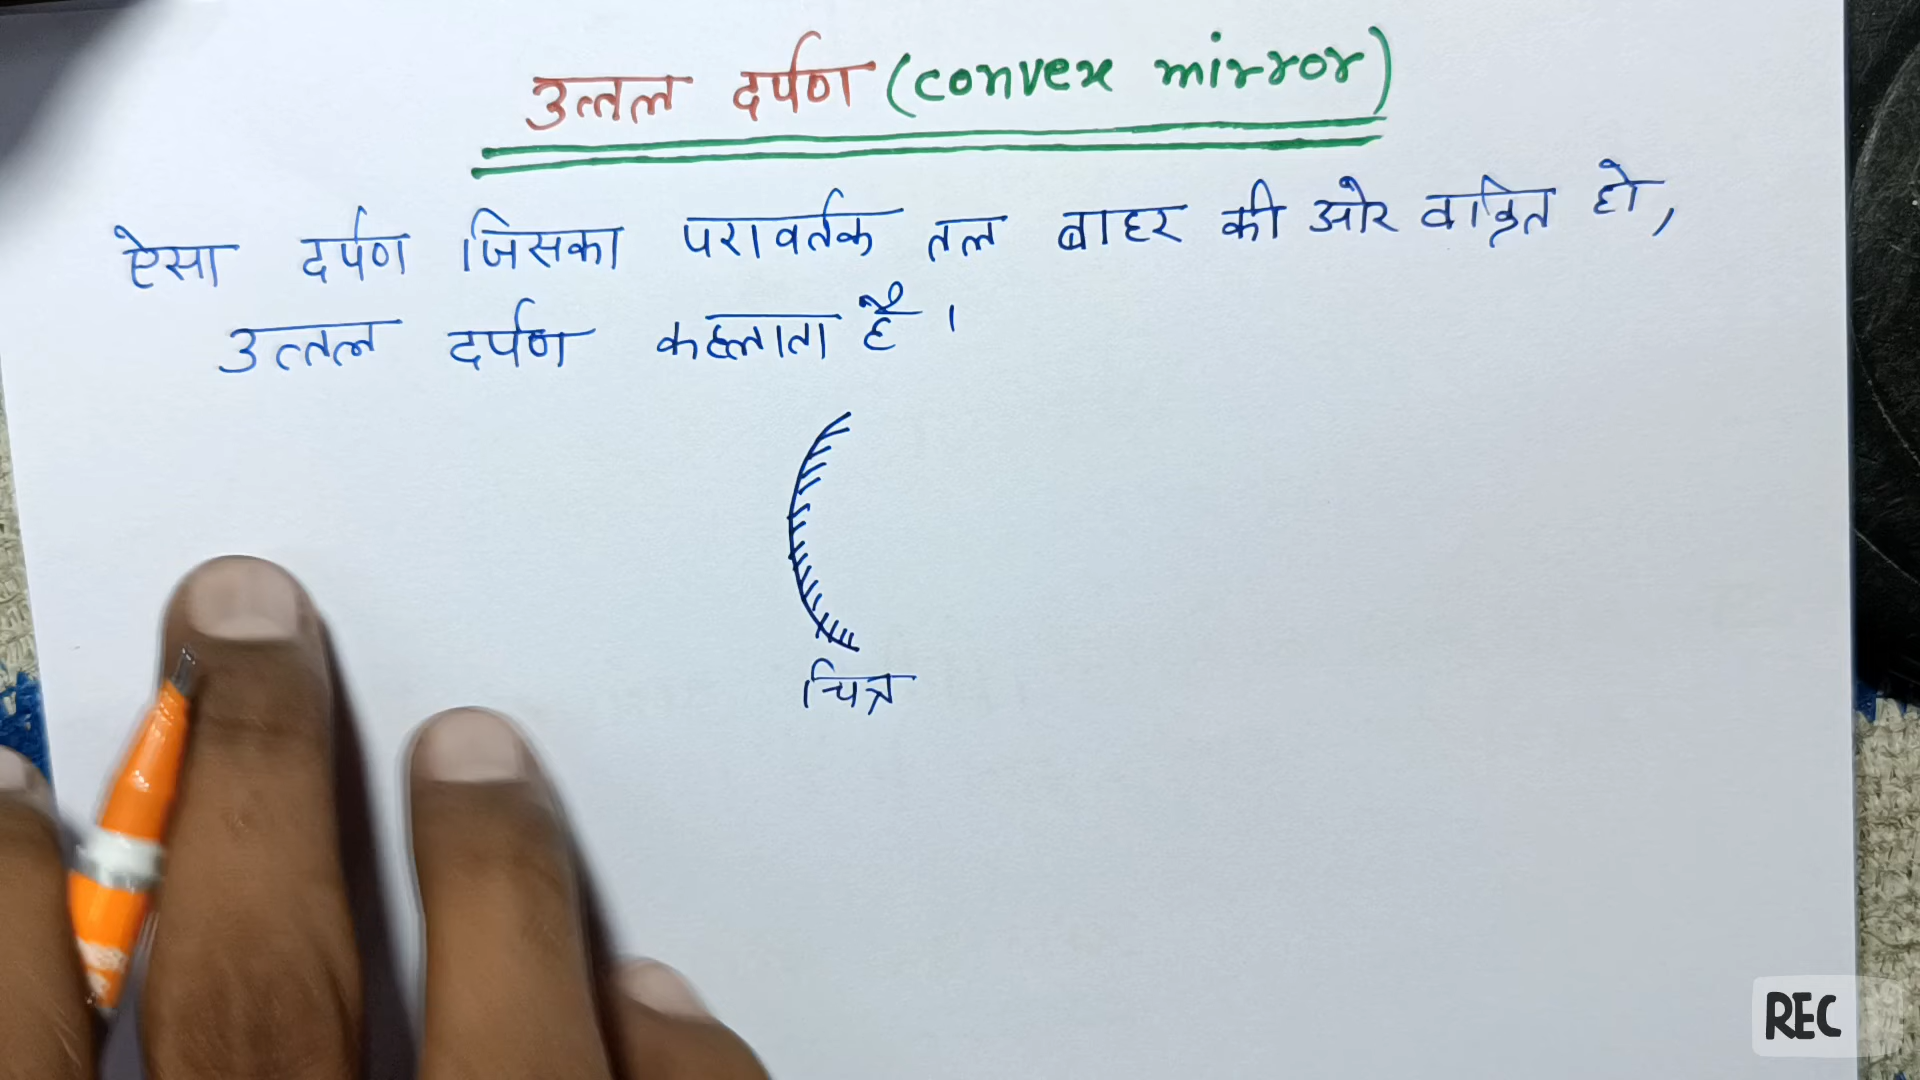 उत्तल दर्पण (convex mirror)
ऐसा दर्पण जिसका परावर्तक तल बाहर की ओर वक्रित हो,
उत्तल दर्पण कहलाता है ।
चित्र
REC